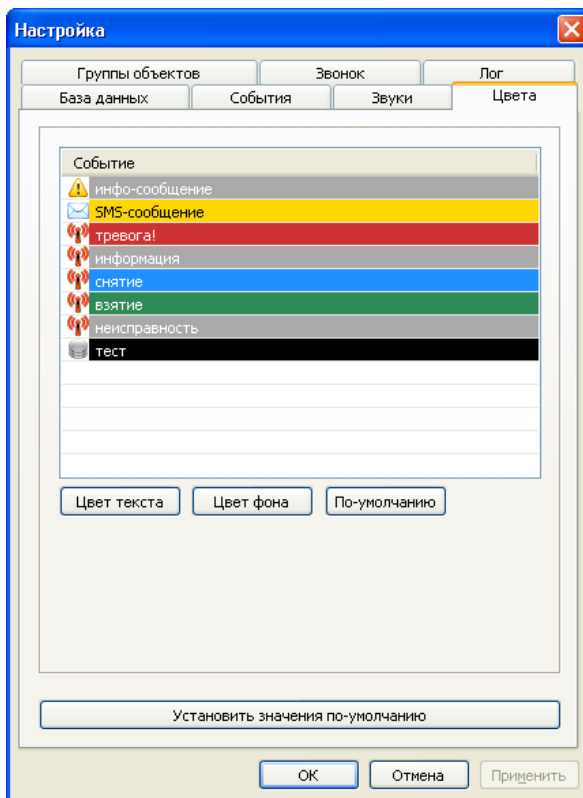 Настройка
Группы объектов Звонок Лог
База данных События Звуки Цвета
Событие
инфо-сообщение
SMS-сообщение
тревога!
информация
снятие
взятие
неисправность
тест
Цвет текста Цвет фона По-умолчанию
Установить значения по-умолчанию
ОК Отмена Применить